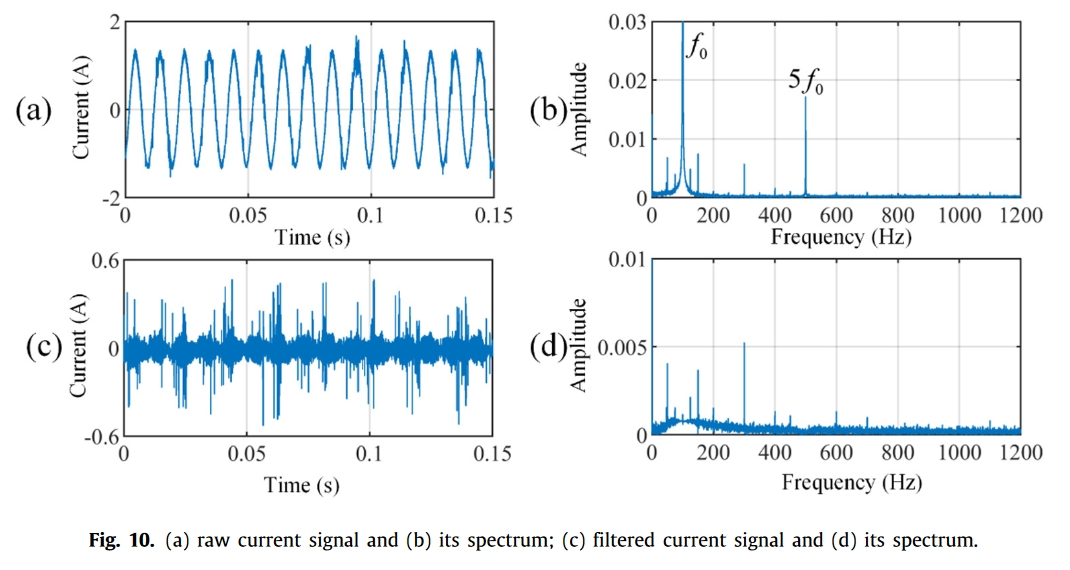 (a)
Current (A)
2
0
-2
0 0.05 0.1 0.15
Time (s)
(b)
Amplitude
0.03
0.02
0.01
0
f0
5f0
0 200 400 600 800 1000 1200
Frequency (Hz)
(c)
Current (A)
0.6
0
-0.6
0 0.05 0.1 0.15
Time (s)
(d)
Amplitude
0.01
0.005
0
0 200 400 600 800 1000 1200
Frequency (Hz)
Fig. 10. (a) raw current signal and (b) its spectrum; (c) filtered current signal and (d) its spectrum.